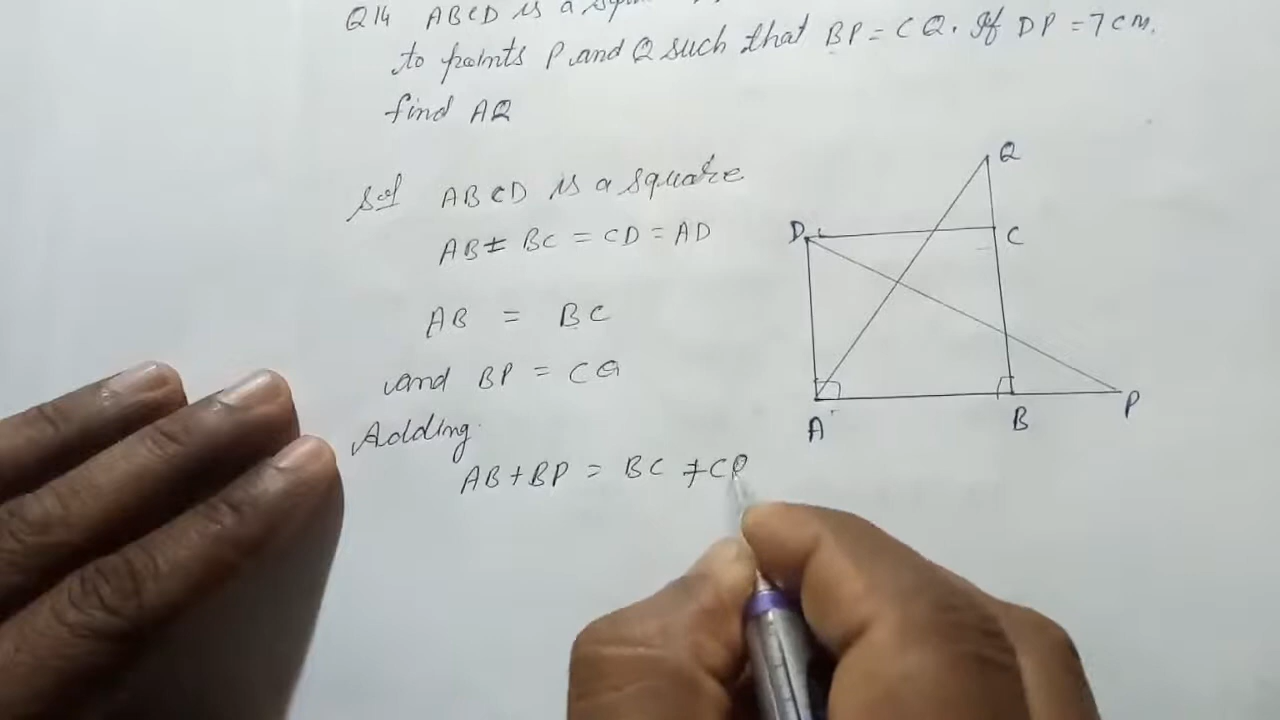 Q14 ABCD is a square
to points P and Q such that BP = CQ. If DP = 7 CM.
find AQ
Sol ABCD is a square
AB = BC = CD = AD
AB = BC
and BP = CQ
Adding
AB + BP = BC + CQ
Q
D
C
A
B
P